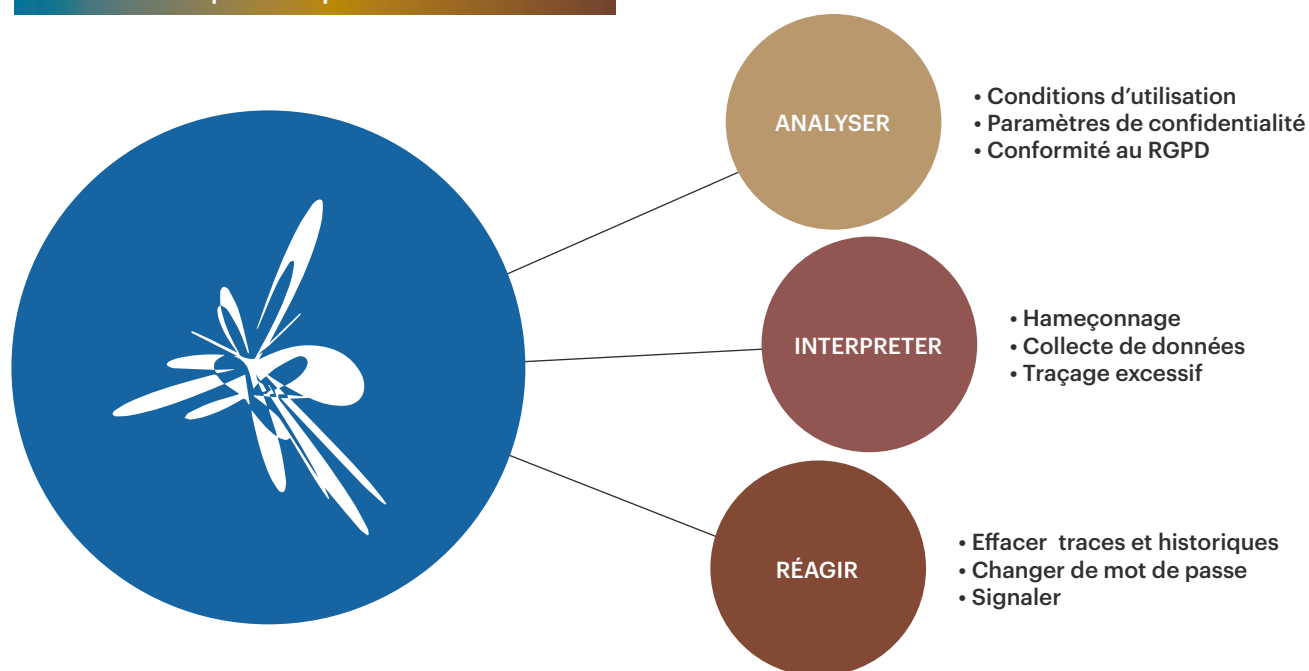 ANALYSER
• Conditions d'utilisation
• Paramètres de confidentialité
• Conformité au RGPD
INTERPRETER
• Hameçonnage
• Collecte de données
• Traçage excessif
RÉAGIR
• Effacer traces et historiques
• Changer de mot de passe
• Signaler